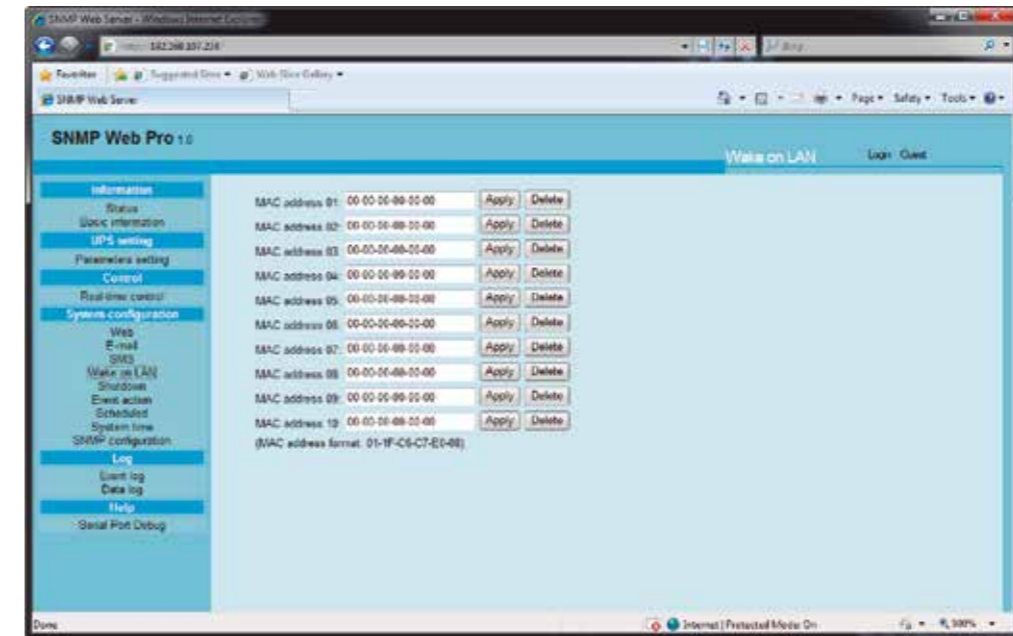 SNMP Web Server - Windows Internet Explorer
Favorites Suggested Sites Web Slice Gallery
SNMP Web Server
Page Safety Tools
SNMP Web Pro 1.0
Wake on LAN
Login Guest
Information
Status
Basic information
UPS setting
Parameters setting
Control
Real-time control
System configuration
Web
E-mail
SMS
Wake on LAN
Shutdown
Event action
Scheduled
System time
SNMP configuration
Log
Event log
Data log
Help
Serial Port Debug
MAC address 01: 00-00-00-00-00-00 Apply Delete
MAC address 02: 00-00-00-00-00-00 Apply Delete
MAC address 03: 00-00-00-00-00-00 Apply Delete
MAC address 04: 00-00-00-00-00-00 Apply Delete
MAC address 05: 00-00-00-00-00-00 Apply Delete
MAC address 06: 00-00-00-00-00-00 Apply Delete
MAC address 07: 00-00-00-00-00-00 Apply Delete
MAC address 08: 00-00-00-00-00-00 Apply Delete
MAC address 09: 00-00-00-00-00-00 Apply Delete
MAC address 10: 00-00-00-00-00-00 Apply Delete
(MAC address format:
Done
Internet | Protected Mode: On
100%